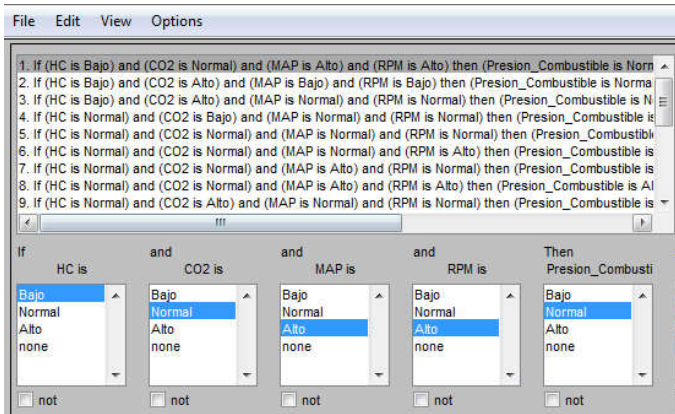 File Edit View Options
1. If (HC is Bajo) and (CO2 is Normal) and (MAP is Alto) and (RPM is Alto) then (Presion_Combustible is Norm
2. If (HC is Bajo) and (CO2 is Alto) and (MAP is Bajo) and (RPM is Bajo) then (Presion_Combustible is Norma
3. If (HC is Bajo) and (CO2 is Alto) and (MAP is Normal) and (RPM is Normal) then (Presion_Combustible is N
4. If (HC is Normal) and (CO2 is Bajo) and (MAP is Normal) and (RPM is Normal) then (Presion_Combustible is
5. If (HC is Normal) and (CO2 is Normal) and (MAP is Normal) and (RPM is Normal) then (Presion_Combustibl
6. If (HC is Normal) and (CO2 is Normal) and (MAP is Normal) and (RPM is Alto) then (Presion_Combustible is
7. If (HC is Normal) and (CO2 is Normal) and (MAP is Alto) and (RPM is Normal) then (Presion_Combustible is
8. If (HC is Normal) and (CO2 is Normal) and (MAP is Alto) and (RPM is Alto) then (Presion_Combustible is Al
9. If (HC is Normal) and (CO2 is Alto) and (MAP is Normal) and (RPM is Normal) then (Presion_Combustible is
If and and and Then
HC is CO2 is MAP is RPM is Presion_Combusti
Bajo Bajo Bajo Bajo Bajo
Normal Normal Normal Normal Normal
Alto Alto Alto Alto Alto
none none none none none
not not not not not